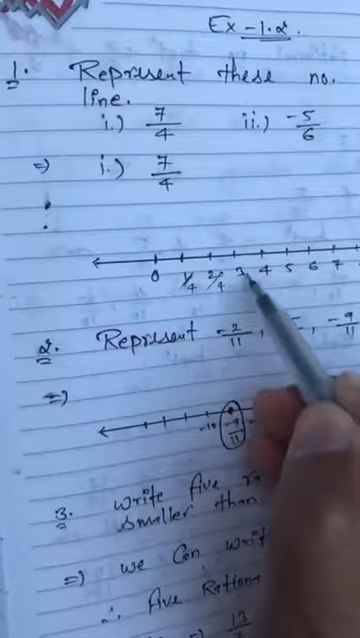 Ex - 1.2.
1. Represent these no.
line.
i.) 7/4 ii.) -5/6
=) i.) 7/4
0 1/4 2/4 3 4 5 6 7
2. Represent -2/11, , -9/11
=)
-10 -9/11
3. Write five
smaller than
=) we can write
∴ five Rationa
13